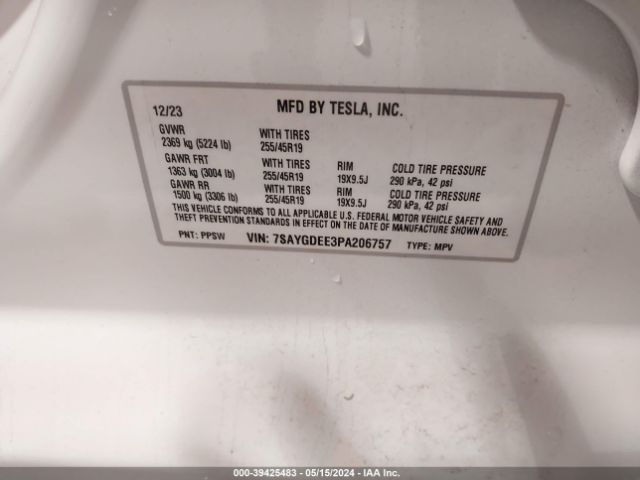 12/23 MFD BY TESLA, INC.
GVWR WITH TIRES
2369 kg (5224 lb) 255/45R19
GAWR FRT WITH TIRES RIM COLD TIRE PRESSURE
1363 kg (3004 lb) 255/45R19 19X9.5J 290 kPa, 42 psi
GAWR RR WITH TIRES RIM COLD TIRE PRESSURE
1500 kg (3306 lb) 255/45R19 19X9.5J 290 kPa, 42 psi
THIS VEHICLE CONFORMS TO ALL APPLICABLE U.S. FEDERAL MOTOR VEHICLE SAFETY AND
THEFT PREVENTION STANDARDS IN EFFECT ON THE DATE OF MANUFACTURE SHOWN ABOVE.
PNT: PPSW VIN: 7SAYGDEE3PA206757 TYPE: MPV
000-39425483 - 05/15/2024 - IAA Inc.